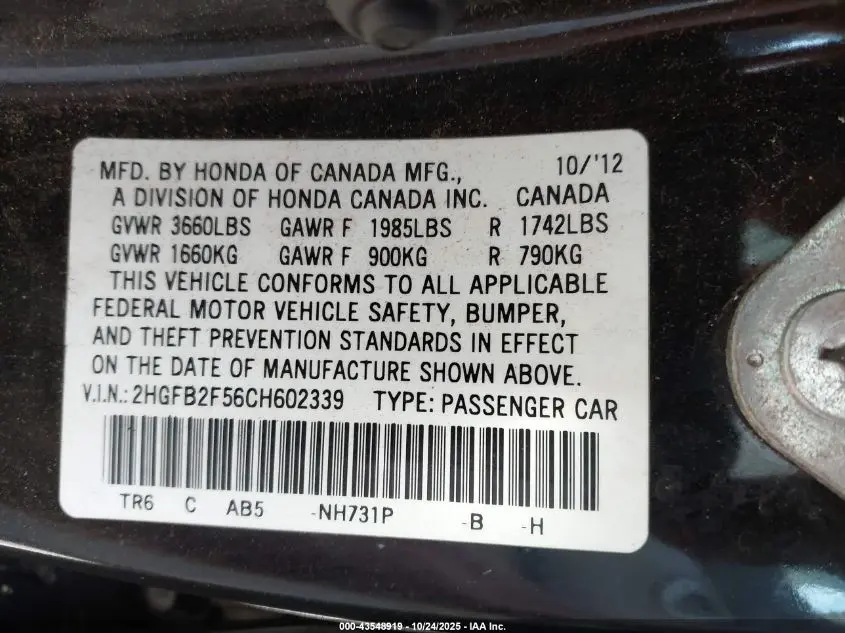 MFD. BY HONDA OF CANADA MFG., 10/'12
A DIVISION OF HONDA CANADA INC. CANADA
GVWR 3660LBS GAWR F 1985LBS R 1742LBS
GVWR 1660KG GAWR F 900KG R 790KG
THIS VEHICLE CONFORMS TO ALL APPLICABLE
FEDERAL MOTOR VEHICLE SAFETY, BUMPER,
AND THEFT PREVENTION STANDARDS IN EFFECT
ON THE DATE OF MANUFACTURE SHOWN ABOVE.
V.I.N.: 2HGFB2F56CH602339 TYPE: PASSENGER CAR
TR6 C AB5 -NH731P -B -H
000-43548919 - 10/24/2025 - IAA Inc.